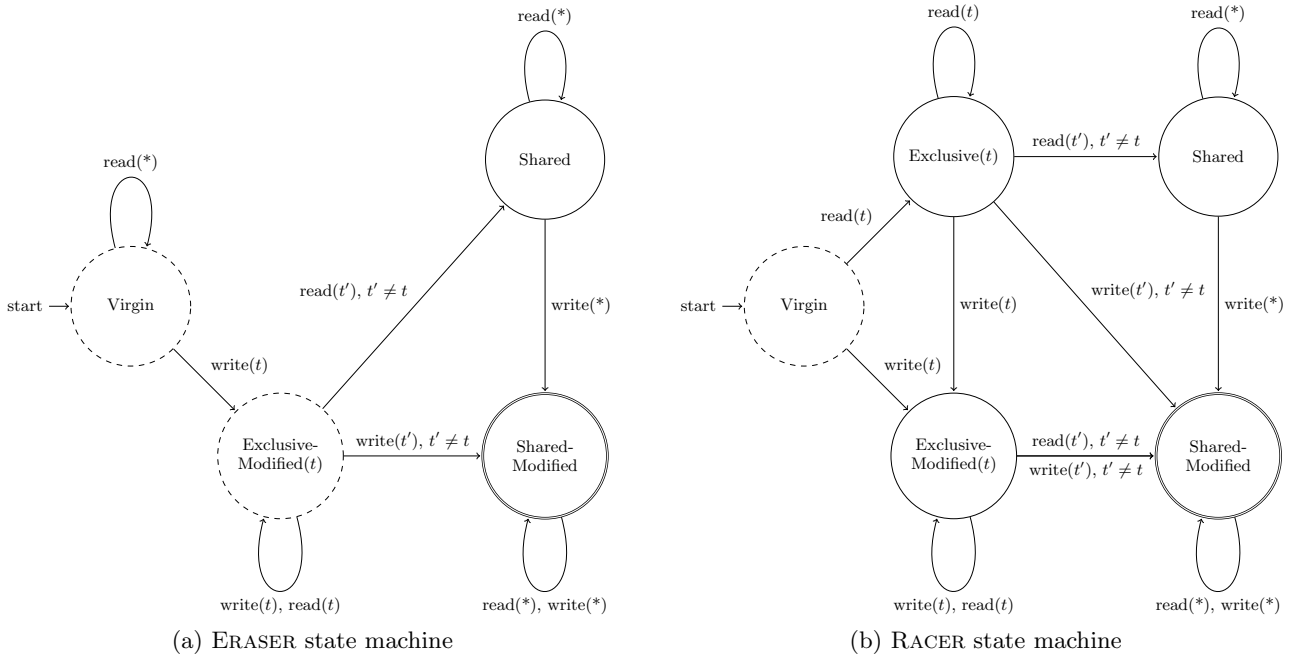 read(*)
Shared
read(*)
start
Virgin
read(t′), t′ ≠ t
write(*)
write(t)
Exclusive-
Modified(t)
write(t′), t′ ≠ t
Shared-
Modified
write(t), read(t)
read(*), write(*)
(a) ERASER state machine
read(t)
read(*)
Exclusive(t)
read(t′), t′ ≠ t
Shared
read(t)
start
Virgin
write(t)
write(t′), t′ ≠ t
write(*)
write(t)
Exclusive-
Modified(t)
read(t′), t′ ≠ t
write(t′), t′ ≠ t
Shared-
Modified
write(t), read(t)
read(*), write(*)
(b) RACER state machine